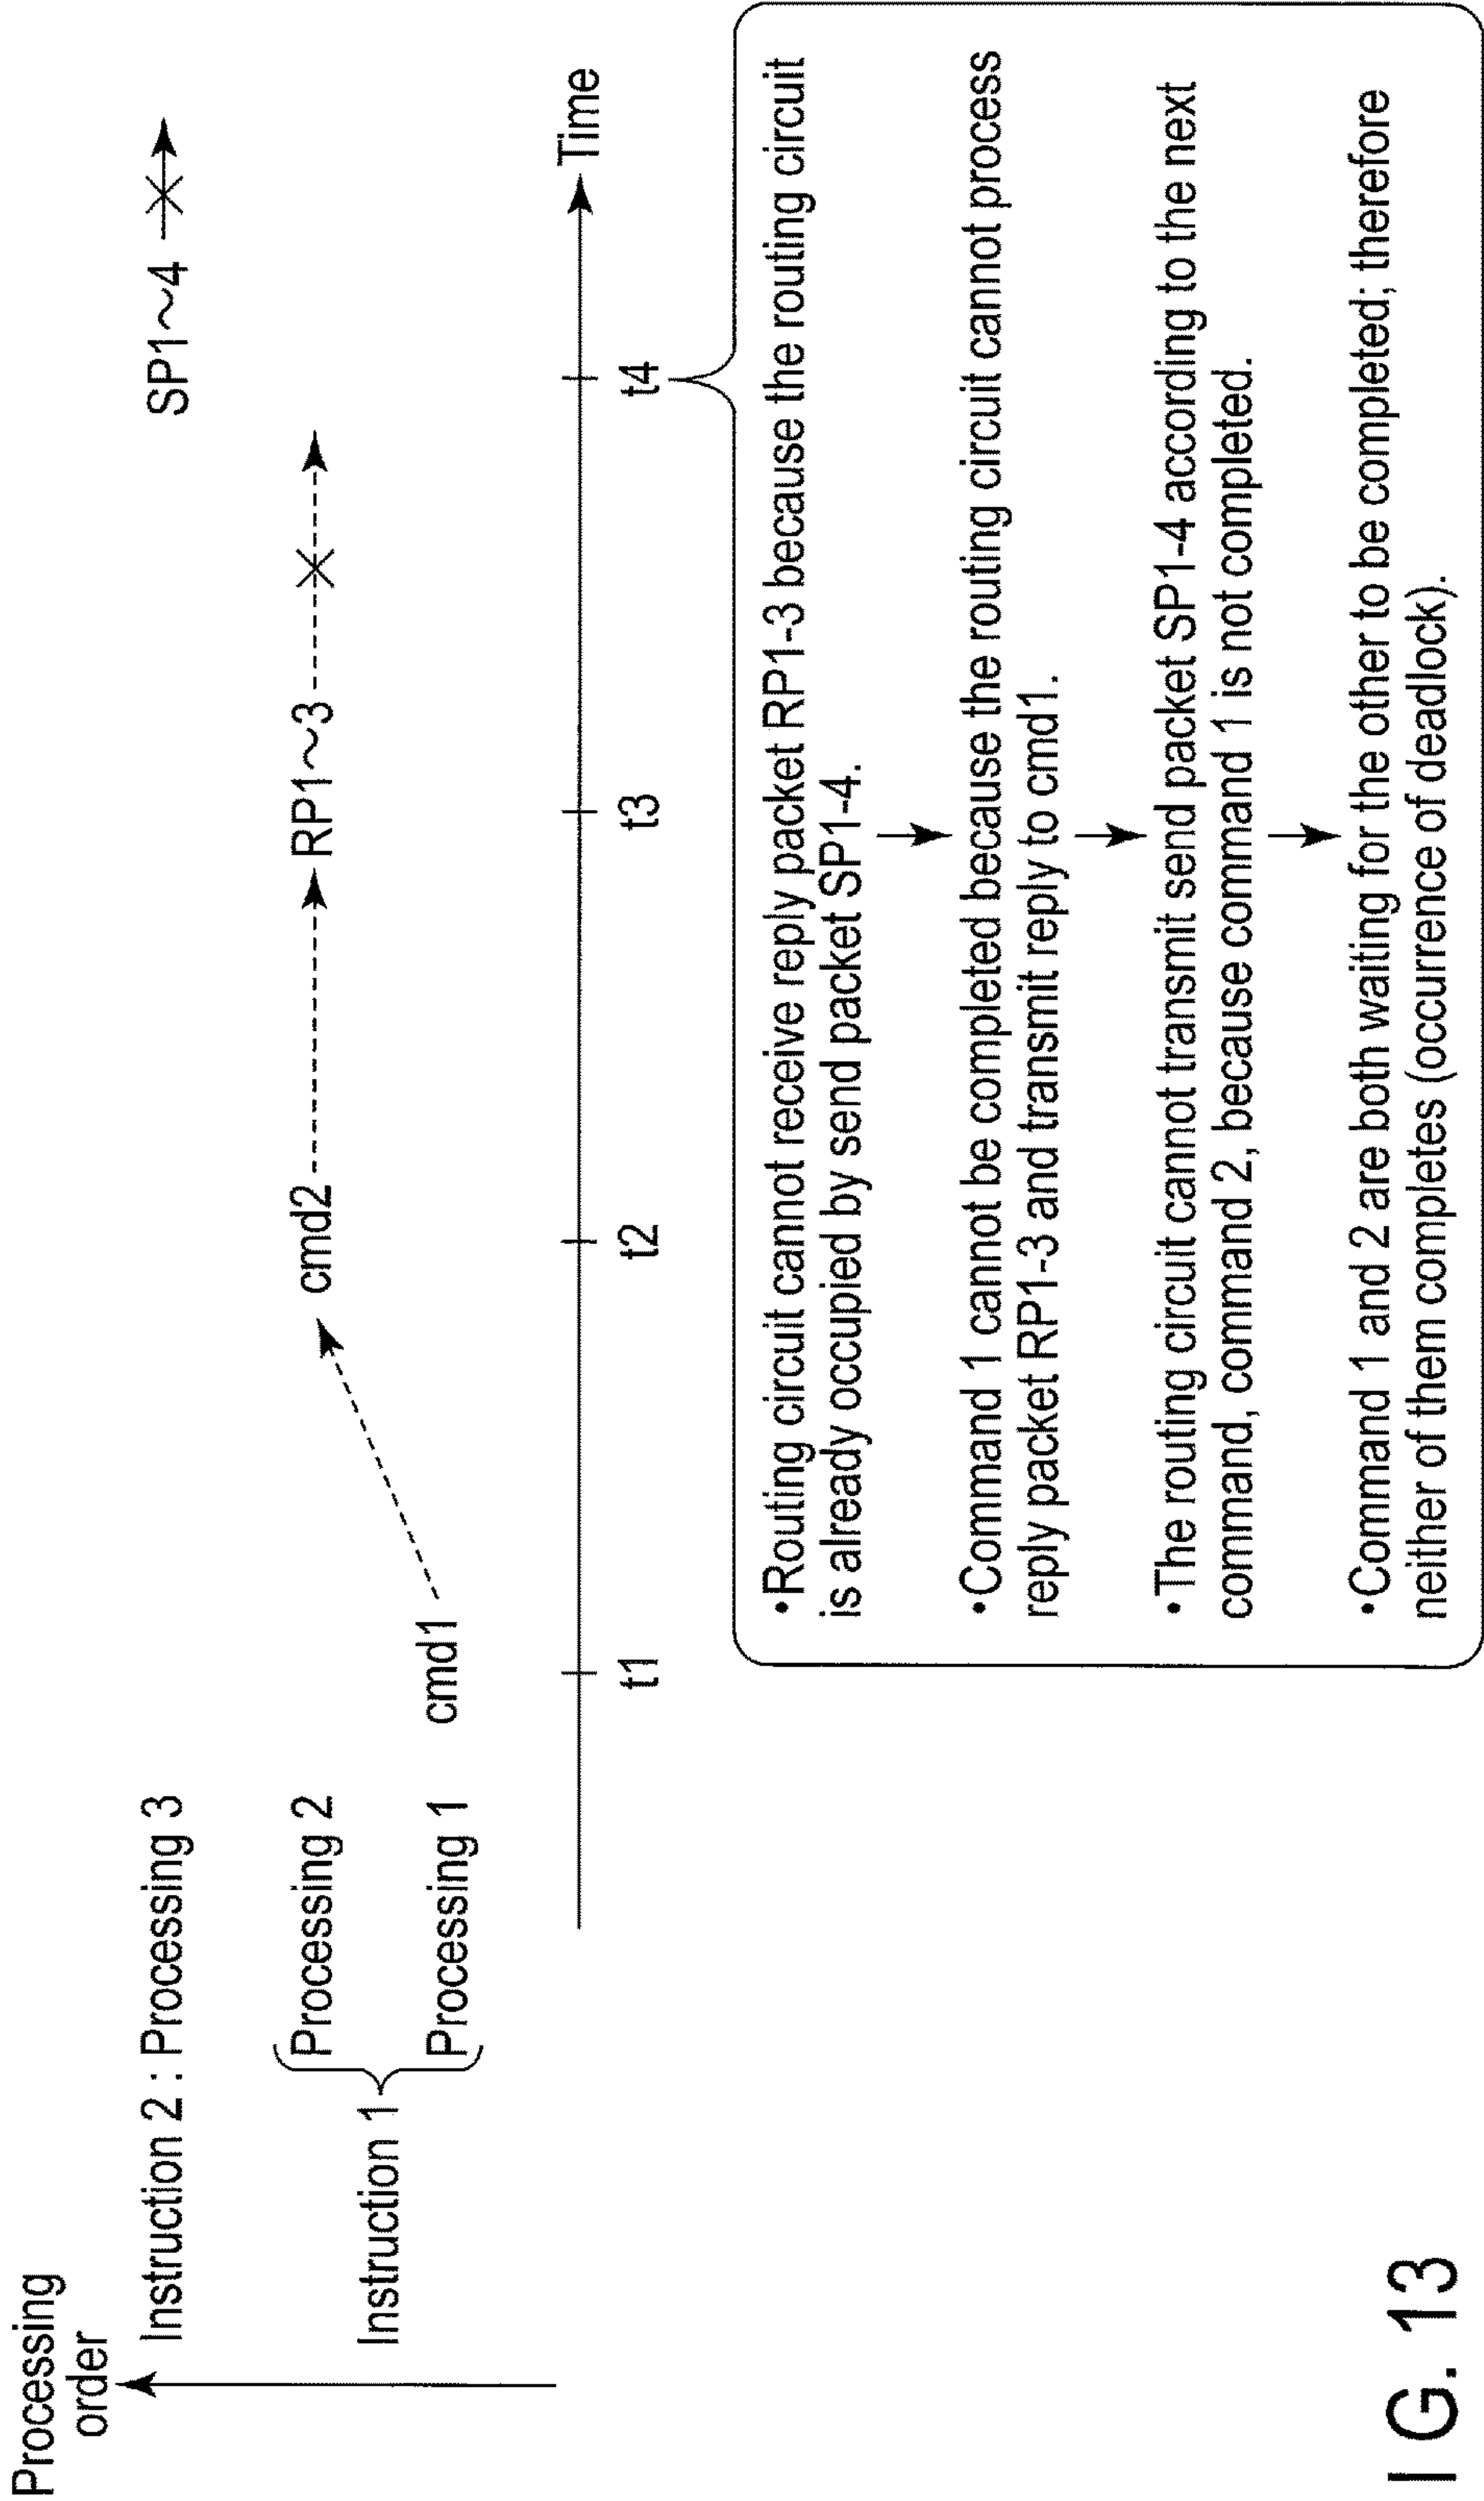 Processing
order
Instruction 2 : Processing 3
SP1~4
Instruction 1
Processing 2
cmd2
RP1~3
Processing 1
cmd1
Time
t1
t2
t3
t4
•Routing circuit cannot receive reply packet RP1-3 because the routing circuit
is already occupied by send packet SP1-4.
•Command 1 cannot be completed because the routing circuit cannot process
reply packet RP1-3 and transmit reply to cmd1.
•The routing circuit cannot transmit send packet SP1-4 according to the next
command, command 2, because command 1 is not completed.
•Command 1 and 2 are both waiting for the other to be completed; therefore
neither of them completes (occurrence of deadlock).
I G. 13